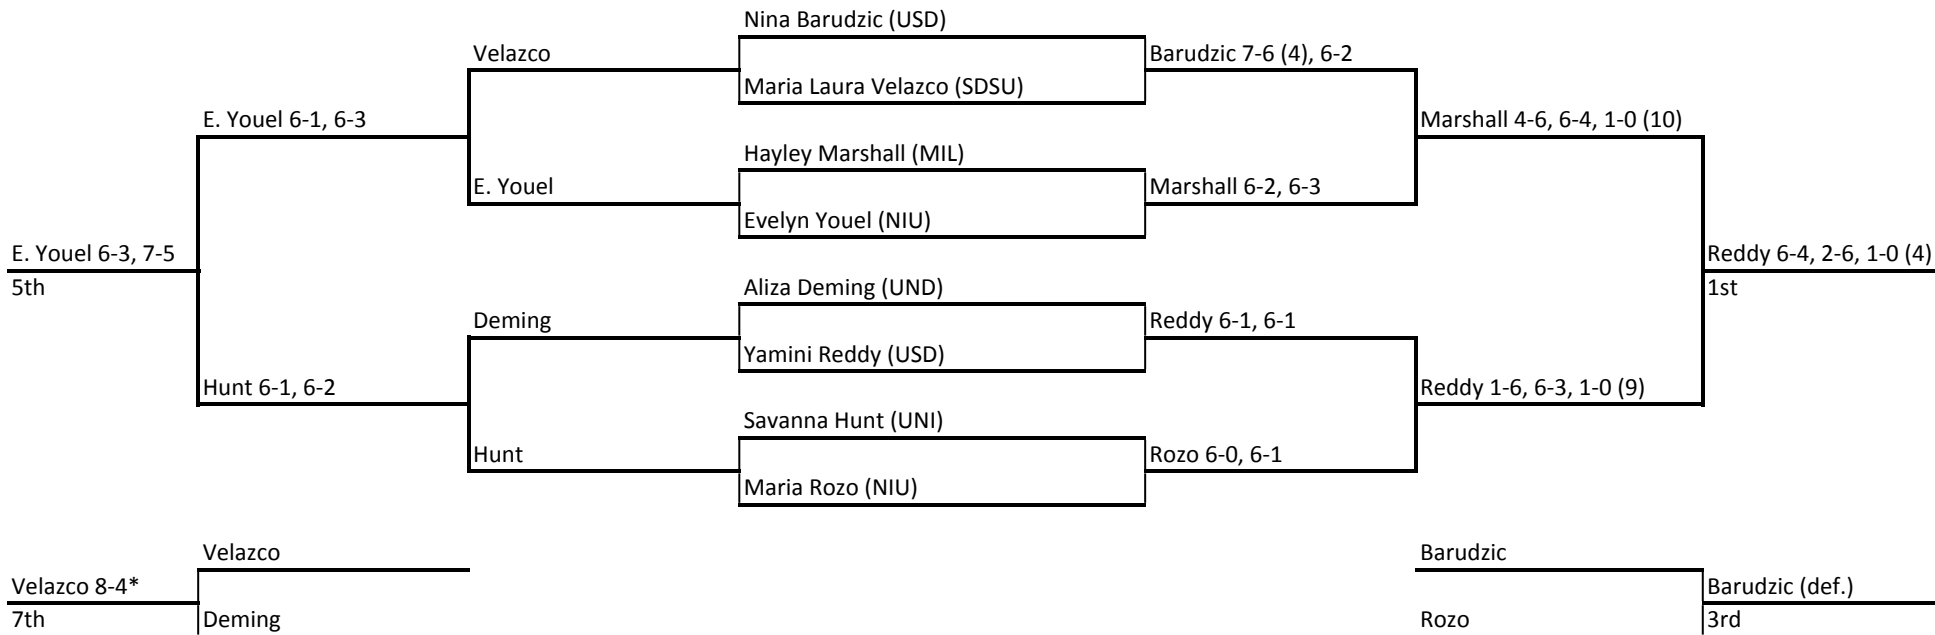 Nina Barudzic (USD)
Velazco
Barudzic 7-6 (4), 6-2
Maria Laura Velazco (SDSU)
E. Youel 6-1, 6-3
Marshall 4-6, 6-4, 1-0 (10)
Hayley Marshall (MIL)
E. Youel
Marshall 6-2, 6-3
Evelyn Youel (NIU)
E. Youel 6-3, 7-5
Reddy 6-4, 2-6, 1-0 (4)
5th
Aliza Deming (UND)
1st
Deming
Reddy 6-1, 6-1
Yamini Reddy (USD)
Hunt 6-1, 6-2
Reddy 1-6, 6-3, 1-0 (9)
Savanna Hunt (UNI)
Hunt
Rozo 6-0, 6-1
Maria Rozo (NIU)
Velazco
Barudzic
Velazco 8-4*
Barudzic (def.)
7th
Deming
Rozo
3rd